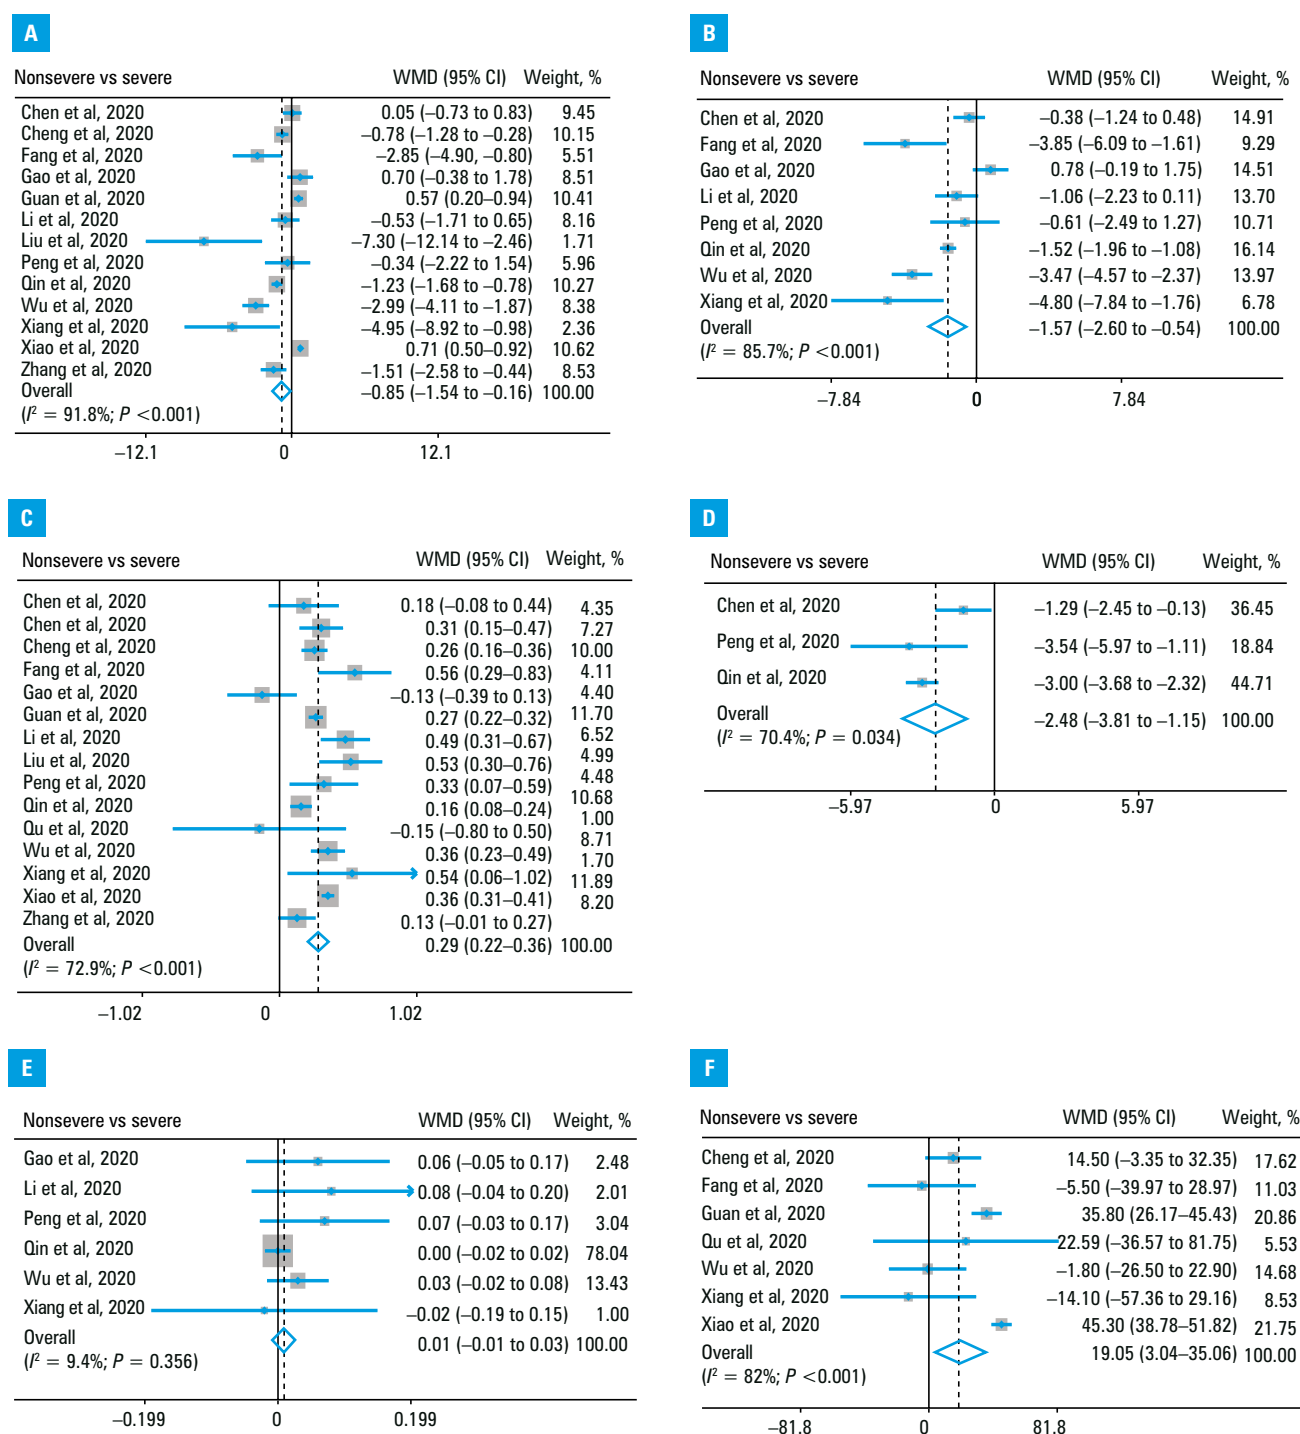 A
Nonsevere vs severe WMD (95% CI) Weight, %
Chen et al, 2020 0.05 (−0.73 to 0.83) 9.45
Cheng et al, 2020 −0.78 (−1.28 to −0.28) 10.15
Fang et al, 2020 −2.85 (−4.90, −0.80) 5.51
Gao et al, 2020 0.70 (−0.38 to 1.78) 8.51
Guan et al, 2020 0.57 (0.20–0.94) 10.41
Li et al, 2020 −0.53 (−1.71 to 0.65) 8.16
Liu et al, 2020 −7.30 (−12.14 to −2.46) 1.71
Peng et al, 2020 −0.34 (−2.22 to 1.54) 5.96
Qin et al, 2020 −1.23 (−1.68 to −0.78) 10.27
Wu et al, 2020 −2.99 (−4.11 to −1.87) 8.38
Xiang et al, 2020 −4.95 (−8.92 to −0.98) 2.36
Xiao et al, 2020 0.71 (0.50–0.92) 10.62
Zhang et al, 2020 −1.51 (−2.58 to −0.44) 8.53
Overall −0.85 (−1.54 to −0.16) 100.00
(I² = 91.8%; P <0.001)
−12.1 0 12.1
B
Nonsevere vs severe WMD (95% CI) Weight, %
Chen et al, 2020 −0.38 (−1.24 to 0.48) 14.91
Fang et al, 2020 −3.85 (−6.09 to −1.61) 9.29
Gao et al, 2020 0.78 (−0.19 to 1.75) 14.51
Li et al, 2020 −1.06 (−2.23 to 0.11) 13.70
Peng et al, 2020 −0.61 (−2.49 to 1.27) 10.71
Qin et al, 2020 −1.52 (−1.96 to −1.08) 16.14
Wu et al, 2020 −3.47 (−4.57 to −2.37) 13.97
Xiang et al, 2020 −4.80 (−7.84 to −1.76) 6.78
Overall −1.57 (−2.60 to −0.54) 100.00
(I² = 85.7%; P <0.001)
−7.84 0 7.84
C
Nonsevere vs severe WMD (95% CI) Weight, %
Chen et al, 2020 0.18 (−0.08 to 0.44) 4.35
Chen et al, 2020 0.31 (0.15–0.47) 7.27
Cheng et al, 2020 0.26 (0.16–0.36) 10.00
Fang et al, 2020 0.56 (0.29–0.83) 4.11
Gao et al, 2020 −0.13 (−0.39 to 0.13) 4.40
Guan et al, 2020 0.27 (0.22–0.32) 11.70
Li et al, 2020 0.49 (0.31–0.67) 6.52
Liu et al, 2020 0.53 (0.30–0.76) 4.99
Peng et al, 2020 0.33 (0.07–0.59) 4.48
Qin et al, 2020 0.16 (0.08–0.24) 10.68
Qu et al, 2020 −0.15 (−0.80 to 0.50) 1.00
Wu et al, 2020 0.36 (0.23–0.49) 8.71
Xiang et al, 2020 0.54 (0.06–1.02) 1.70
Xiao et al, 2020 0.36 (0.31–0.41) 11.89
Zhang et al, 2020 0.13 (−0.01 to 0.27) 8.20
Overall 0.29 (0.22–0.36) 100.00
(I² = 72.9%; P <0.001)
−1.02 0 1.02
D
Nonsevere vs severe WMD (95% CI) Weight, %
Chen et al, 2020 −1.29 (−2.45 to −0.13) 36.45
Peng et al, 2020 −3.54 (−5.97 to −1.11) 18.84
Qin et al, 2020 −3.00 (−3.68 to −2.32) 44.71
Overall −2.48 (−3.81 to −1.15) 100.00
(I² = 70.4%; P = 0.034)
−5.97 0 5.97
E
Nonsevere vs severe WMD (95% CI) Weight, %
Gao et al, 2020 0.06 (−0.05 to 0.17) 2.48
Li et al, 2020 0.08 (−0.04 to 0.20) 2.01
Peng et al, 2020 0.07 (−0.03 to 0.17) 3.04
Qin et al, 2020 0.00 (−0.02 to 0.02) 78.04
Wu et al, 2020 0.03 (−0.02 to 0.08) 13.43
Xiang et al, 2020 −0.02 (−0.19 to 0.15) 1.00
Overall 0.01 (−0.01 to 0.03) 100.00
(I² = 9.4%; P = 0.356)
−0.199 0 0.199
F
Nonsevere vs severe WMD (95% CI) Weight, %
Cheng et al, 2020 14.50 (−3.35 to 32.35) 17.62
Fang et al, 2020 −5.50 (−39.97 to 28.97) 11.03
Guan et al, 2020 35.80 (26.17–45.43) 20.86
Qu et al, 2020 22.59 (−36.57 to 81.75) 5.53
Wu et al, 2020 −1.80 (−26.50 to 22.90) 14.68
Xiang et al, 2020 −14.10 (−57.36 to 29.16) 8.53
Xiao et al, 2020 45.30 (38.78–51.82) 21.75
Overall 19.05 (3.04–35.06) 100.00
(I² = 82%; P <0.001)
−81.8 0 81.8